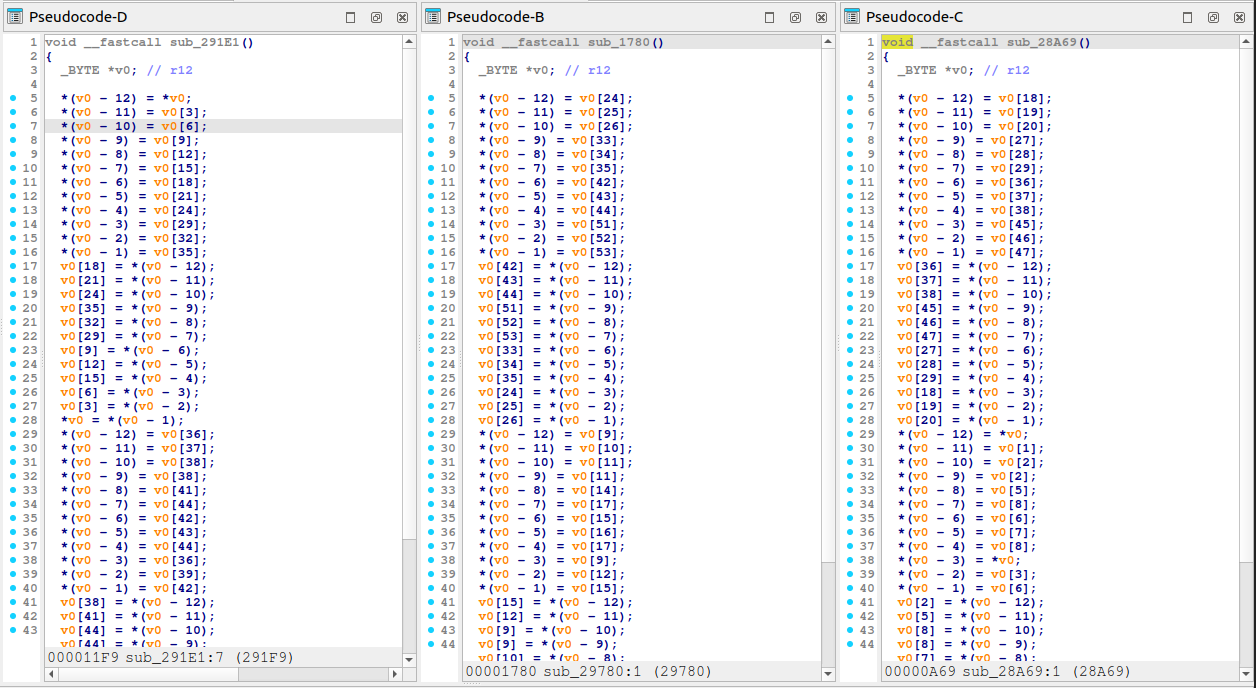 Pseudocode-D
1 void __fastcall sub_291E1()
2 {
3 _BYTE *v0; // r12
4
5 *(v0 - 12) = *v0;
6 *(v0 - 11) = v0[3];
7 *(v0 - 10) = v0[6];
8 *(v0 - 9) = v0[9];
9 *(v0 - 8) = v0[12];
10 *(v0 - 7) = v0[15];
11 *(v0 - 6) = v0[18];
12 *(v0 - 5) = v0[21];
13 *(v0 - 4) = v0[24];
14 *(v0 - 3) = v0[29];
15 *(v0 - 2) = v0[32];
16 *(v0 - 1) = v0[35];
17 v0[18] = *(v0 - 12);
18 v0[21] = *(v0 - 11);
19 v0[24] = *(v0 - 10);
20 v0[35] = *(v0 - 9);
21 v0[32] = *(v0 - 8);
22 v0[29] = *(v0 - 7);
23 v0[9] = *(v0 - 6);
24 v0[12] = *(v0 - 5);
25 v0[15] = *(v0 - 4);
26 v0[6] = *(v0 - 3);
27 v0[3] = *(v0 - 2);
28 *v0 = *(v0 - 1);
29 *(v0 - 12) = v0[36];
30 *(v0 - 11) = v0[37];
31 *(v0 - 10) = v0[38];
32 *(v0 - 9) = v0[38];
33 *(v0 - 8) = v0[41];
34 *(v0 - 7) = v0[44];
35 *(v0 - 6) = v0[42];
36 *(v0 - 5) = v0[43];
37 *(v0 - 4) = v0[44];
38 *(v0 - 3) = v0[36];
39 *(v0 - 2) = v0[39];
40 *(v0 - 1) = v0[42];
41 v0[38] = *(v0 - 12);
42 v0[41] = *(v0 - 11);
43 v0[44] = *(v0 - 10);
v0[44] = *(v0 - 9)
000011F9 sub_291E1:7 (291F9)
Pseudocode-B
1 void __fastcall sub_1780()
2 {
3 _BYTE *v0; // r12
4
5 *(v0 - 12) = v0[24];
6 *(v0 - 11) = v0[25];
7 *(v0 - 10) = v0[26];
8 *(v0 - 9) = v0[33];
9 *(v0 - 8) = v0[34];
10 *(v0 - 7) = v0[35];
11 *(v0 - 6) = v0[42];
12 *(v0 - 5) = v0[43];
13 *(v0 - 4) = v0[44];
14 *(v0 - 3) = v0[51];
15 *(v0 - 2) = v0[52];
16 *(v0 - 1) = v0[53];
17 v0[42] = *(v0 - 12);
18 v0[43] = *(v0 - 11);
19 v0[44] = *(v0 - 10);
20 v0[51] = *(v0 - 9);
21 v0[52] = *(v0 - 8);
22 v0[53] = *(v0 - 7);
23 v0[33] = *(v0 - 6);
24 v0[34] = *(v0 - 5);
25 v0[35] = *(v0 - 4);
26 v0[24] = *(v0 - 3);
27 v0[25] = *(v0 - 2);
28 v0[26] = *(v0 - 1);
29 *(v0 - 12) = v0[9];
30 *(v0 - 11) = v0[10];
31 *(v0 - 10) = v0[11];
32 *(v0 - 9) = v0[11];
33 *(v0 - 8) = v0[14];
34 *(v0 - 7) = v0[17];
35 *(v0 - 6) = v0[15];
36 *(v0 - 5) = v0[16];
37 *(v0 - 4) = v0[17];
38 *(v0 - 3) = v0[9];
39 *(v0 - 2) = v0[12];
40 *(v0 - 1) = v0[15];
41 v0[15] = *(v0 - 12);
42 v0[12] = *(v0 - 11);
43 v0[9] = *(v0 - 10);
44 v0[9] = *(v0 - 9);
v0[10] = *(v0 - 8)
00001780 sub_29780:1 (29780)
Pseudocode-C
1 void __fastcall sub_28A69()
2 {
3 _BYTE *v0; // r12
4
5 *(v0 - 12) = v0[18];
6 *(v0 - 11) = v0[19];
7 *(v0 - 10) = v0[20];
8 *(v0 - 9) = v0[27];
9 *(v0 - 8) = v0[28];
10 *(v0 - 7) = v0[29];
11 *(v0 - 6) = v0[36];
12 *(v0 - 5) = v0[37];
13 *(v0 - 4) = v0[38];
14 *(v0 - 3) = v0[45];
15 *(v0 - 2) = v0[46];
16 *(v0 - 1) = v0[47];
17 v0[36] = *(v0 - 12);
18 v0[37] = *(v0 - 11);
19 v0[38] = *(v0 - 10);
20 v0[45] = *(v0 - 9);
21 v0[46] = *(v0 - 8);
22 v0[47] = *(v0 - 7);
23 v0[27] = *(v0 - 6);
24 v0[28] = *(v0 - 5);
25 v0[29] = *(v0 - 4);
26 v0[18] = *(v0 - 3);
27 v0[19] = *(v0 - 2);
28 v0[20] = *(v0 - 1);
29 *(v0 - 12) = *v0;
30 *(v0 - 11) = v0[1];
31 *(v0 - 10) = v0[2];
32 *(v0 - 9) = v0[2];
33 *(v0 - 8) = v0[5];
34 *(v0 - 7) = v0[8];
35 *(v0 - 6) = v0[6];
36 *(v0 - 5) = v0[7];
37 *(v0 - 4) = v0[8];
38 *(v0 - 3) = *v0;
39 *(v0 - 2) = v0[3];
40 *(v0 - 1) = v0[6];
41 v0[2] = *(v0 - 12);
42 v0[5] = *(v0 - 11);
43 v0[8] = *(v0 - 10);
44 v0[8] = *(v0 - 9);
v0[7] = *(v0 - 8)
00000A69 sub_28A69:1 (28A69)